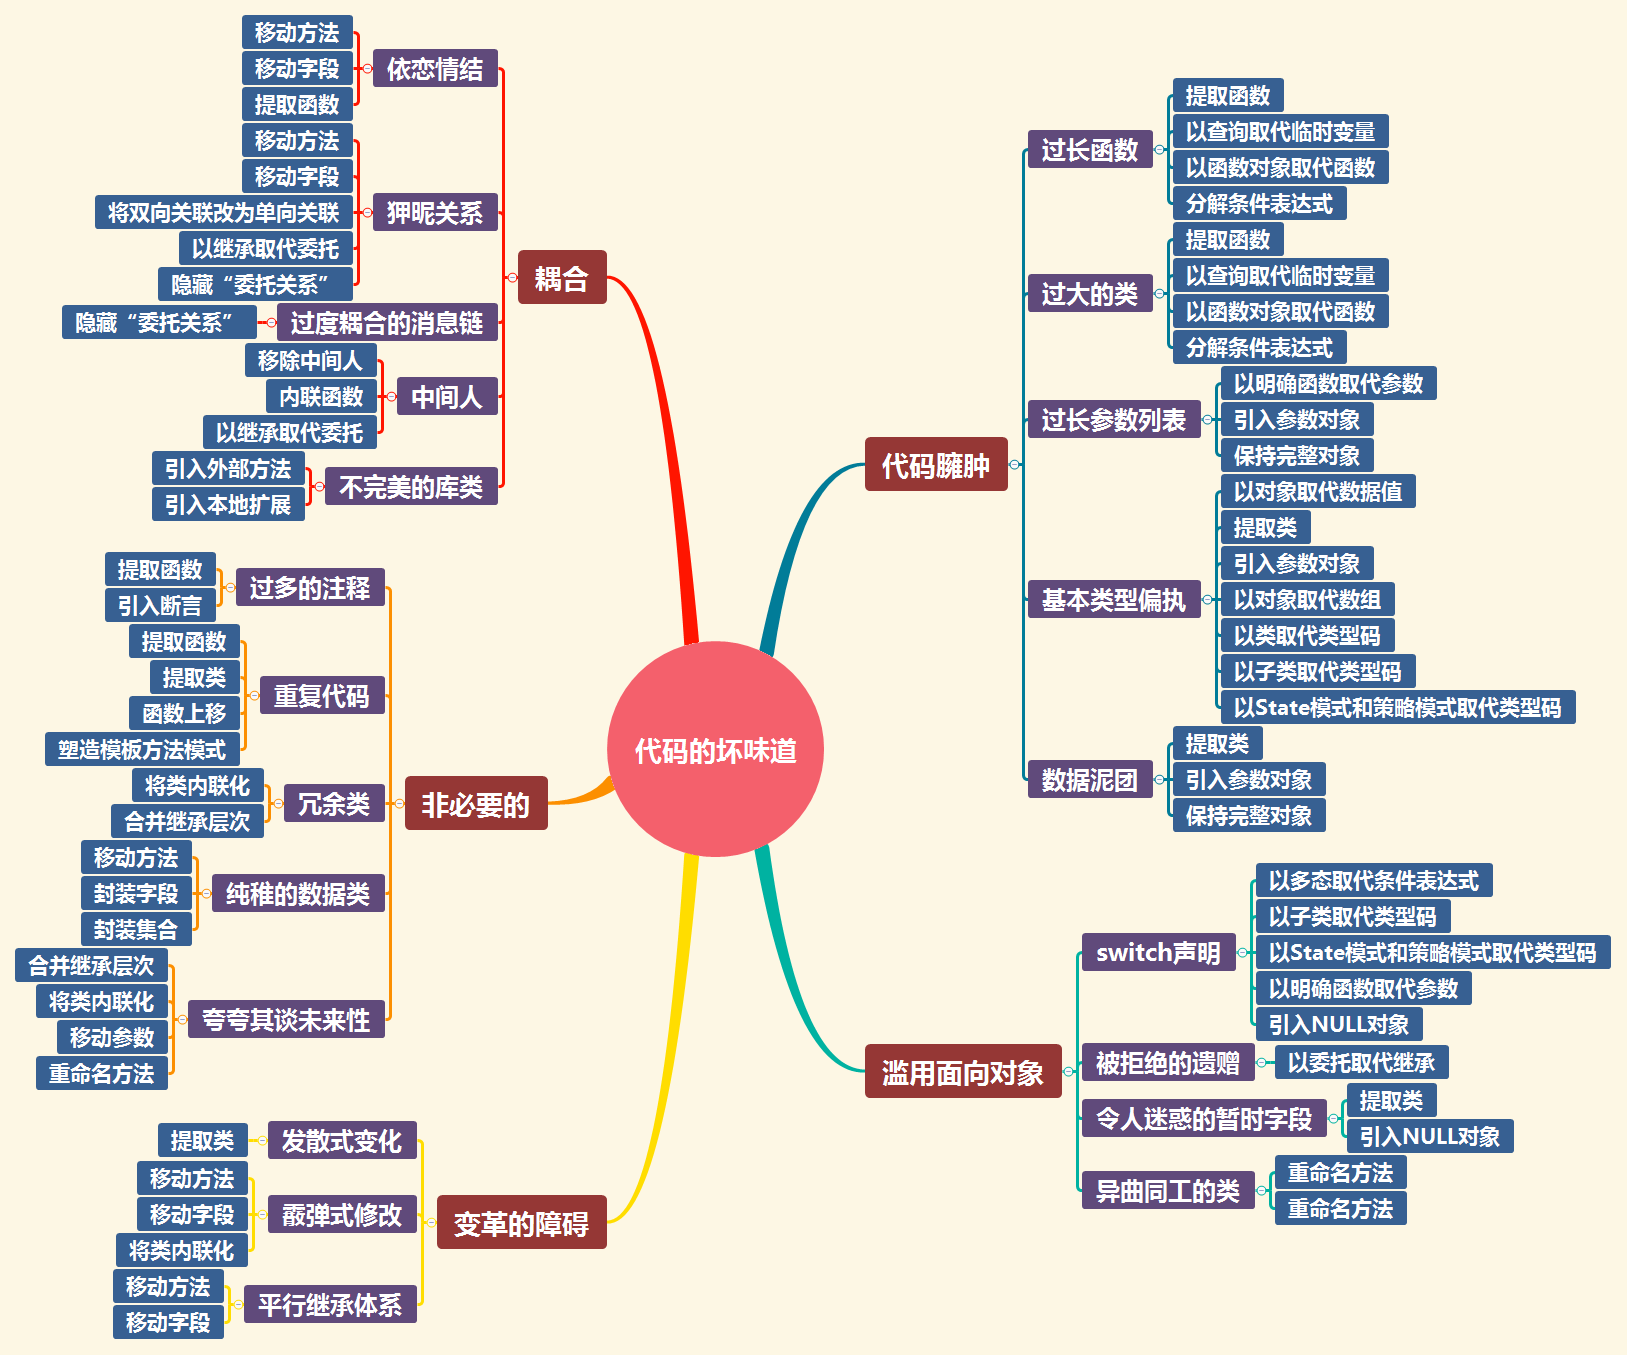 代码的坏味道
代码臃肿
过长函数
提取函数
以查询取代临时变量
以函数对象取代函数
分解条件表达式
过大的类
提取函数
以查询取代临时变量
以函数对象取代函数
分解条件表达式
过长参数列表
以明确函数取代参数
引入参数对象
保持完整对象
基本类型偏执
以对象取代数据值
提取类
引入参数对象
以对象取代数组
以类取代类型码
以子类取代类型码
以State模式和策略模式取代类型码
数据泥团
提取类
引入参数对象
保持完整对象
滥用面向对象
switch声明
以多态取代条件表达式
以子类取代类型码
以State模式和策略模式取代类型码
以明确函数取代参数
引入NULL对象
被拒绝的遗赠
以委托取代继承
令人迷惑的暂时字段
提取类
引入NULL对象
异曲同工的类
重命名方法
重命名方法
耦合
依恋情结
移动方法
移动字段
提取函数
狎昵关系
移动方法
移动字段
将双向关联改为单向关联
以继承取代委托
隐藏“委托关系”
过度耦合的消息链
隐藏“委托关系”
中间人
移除中间人
内联函数
以继承取代委托
不完美的库类
引入外部方法
引入本地扩展
非必要的
过多的注释
提取函数
引入断言
重复代码
提取函数
提取类
函数上移
塑造模板方法模式
冗余类
将类内联化
合并继承层次
纯稚的数据类
移动方法
封装字段
封装集合
夸夸其谈未来性
合并继承层次
将类内联化
移动参数
重命名方法
变革的障碍
发散式变化
提取类
霰弹式修改
移动方法
移动字段
将类内联化
平行继承体系
移动方法
移动字段